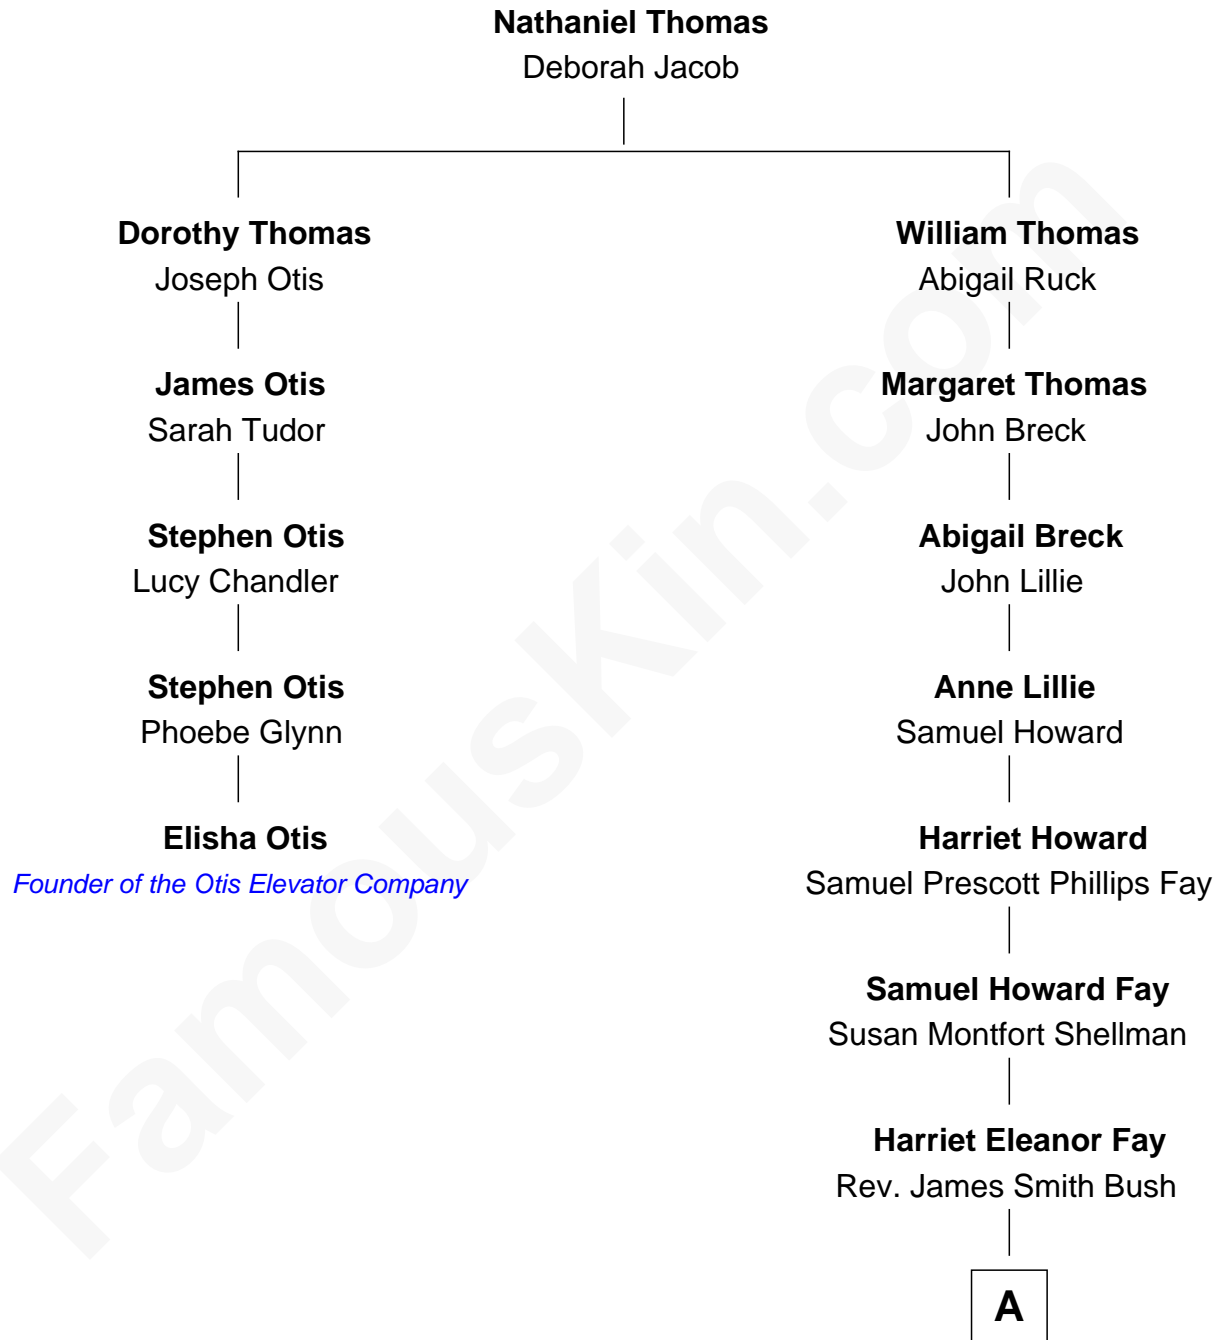 Nathaniel Thomas
Deborah Jacob
Dorothy Thomas
Joseph Otis
William Thomas
Abigail Ruck
James Otis
Sarah Tudor
Margaret Thomas
John Breck
Stephen Otis
Lucy Chandler
Abigail Breck
John Lillie
Stephen Otis
Phoebe Glynn
Anne Lillie
Samuel Howard
Elisha Otis
Founder of the Otis Elevator Company
Harriet Howard
Samuel Prescott Phillips Fay
Samuel Howard Fay
Susan Montfort Shellman
Harriet Eleanor Fay
Rev. James Smith Bush
A
FamousKin.com